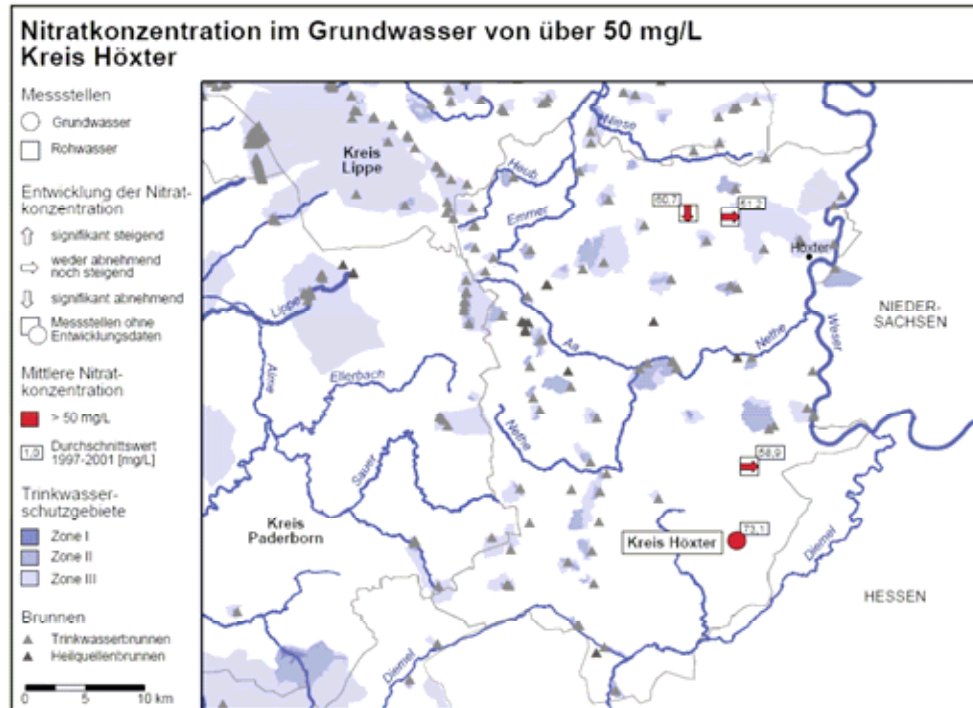 Nitratkonzentration im Grundwasser von über 50 mg/L
Kreis Höxter
Messstellen
Grundwasser
Rohwasser
Entwicklung der Nitrat-
konzentration
signifikant steigend
weder abnehmend
noch steigend
signifikant abnehmend
Messstellen ohne
Entwicklungsdaten
Mittlere Nitrat-
konzentration
> 50 mg/L
1,0
Durchschnittswert
1997-2001 [mg/L]
Trinkwasser-
schutzgebiete
Zone I
Zone II
Zone III
Brunnen
Trinkwasserbrunnen
Heilquellenbrunnen
0 5 10 km
Kreis
Lippe
Niese
Heub
Emmer
60,7
51,2
Höxter
NIEDER-
SACHSEN
Lippe
Aa
Nethe
Weser
Alme
Ellerbach
Nethe
Sauer
58,9
Kreis
Paderborn
Kreis Höxter
73,1
Diemel
HESSEN
Diemel